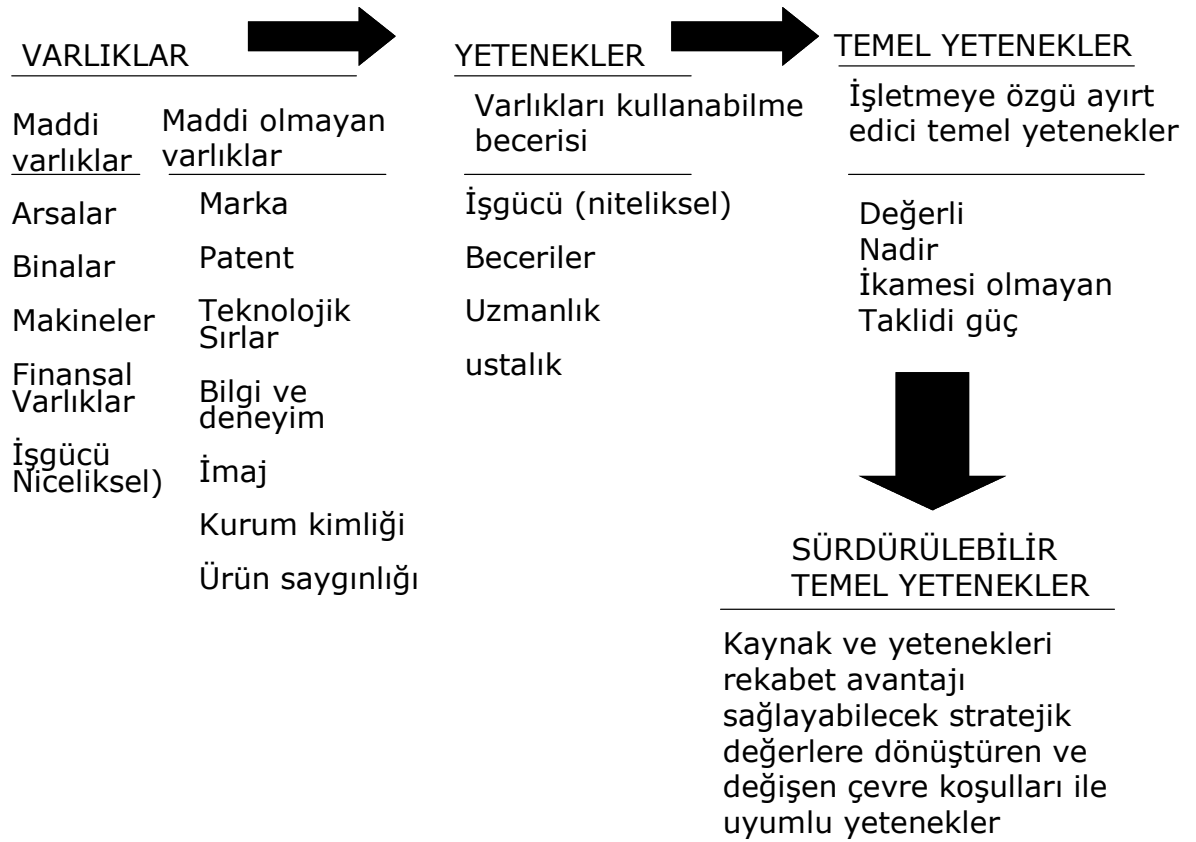 VARLIKLAR
Maddi
varlıklar
Arsalar
Binalar
Makineler
Finansal
Varlıklar
İşgücü
Niceliksel)
Maddi olmayan
varlıklar
Marka
Patent
Teknolojik
Sırlar
Bilgi ve
deneyim
İmaj
Kurum kimliği
Ürün saygınlığı
YETENEKLER
Varlıkları kullanabilme
becerisi
İşgücü (niteliksel)
Beceriler
Uzmanlık
ustalık
TEMEL YETENEKLER
İşletmeye özgü ayırt
edici temel yetenekler
Değerli
Nadir
İkamesi olmayan
Taklidi güç
SÜRDÜRÜLEBİLİR
TEMEL YETENEKLER
Kaynak ve yetenekleri
rekabet avantajı
sağlayabilecek stratejik
değerlere dönüştüren ve
değişen çevre koşulları ile
uyumlu yetenekler